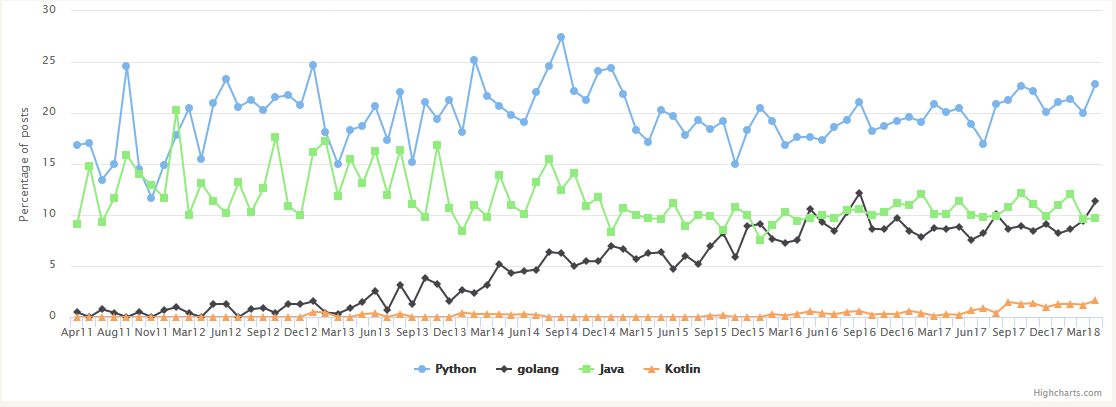 30
25
20
15
10
5
0
Percentage of posts
Apr11 Aug11 Nov11 Mar12 Jun12 Sep12 Dec12 Mar13 Jun13 Sep13 Dec13 Mar14 Jun14 Sep14 Dec14 Mar15 Jun15 Sep15 Dec15 Mar16 Jun16 Sep16 Dec16 Mar17 Jun17 Sep17 Dec17 Mar18
Python golang Java Kotlin
Highcharts.com